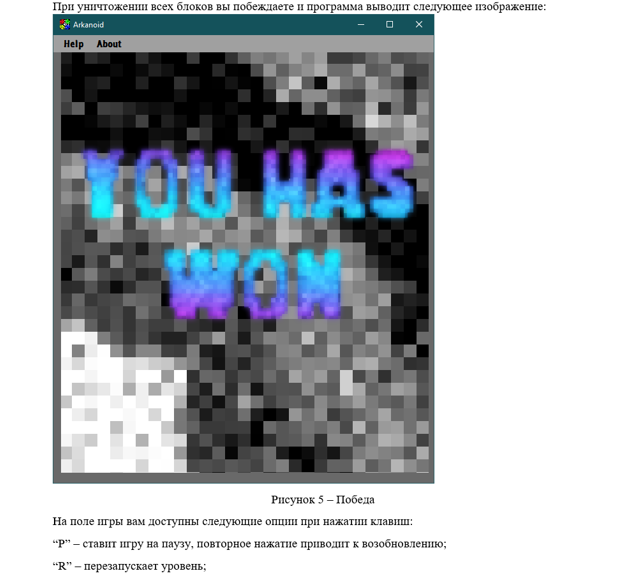 При уничтожении всех блоков вы побеждаете и программа выводит следующее изображение:
Arkanoid
Help About
YOU HAS
WON
Рисунок 5 – Победа
На поле игры вам доступны следующие опции при нажатии клавиш:
“P” – ставит игру на паузу, повторное нажатие приводит к возобновлению;
“R” – перезапускает уровень;